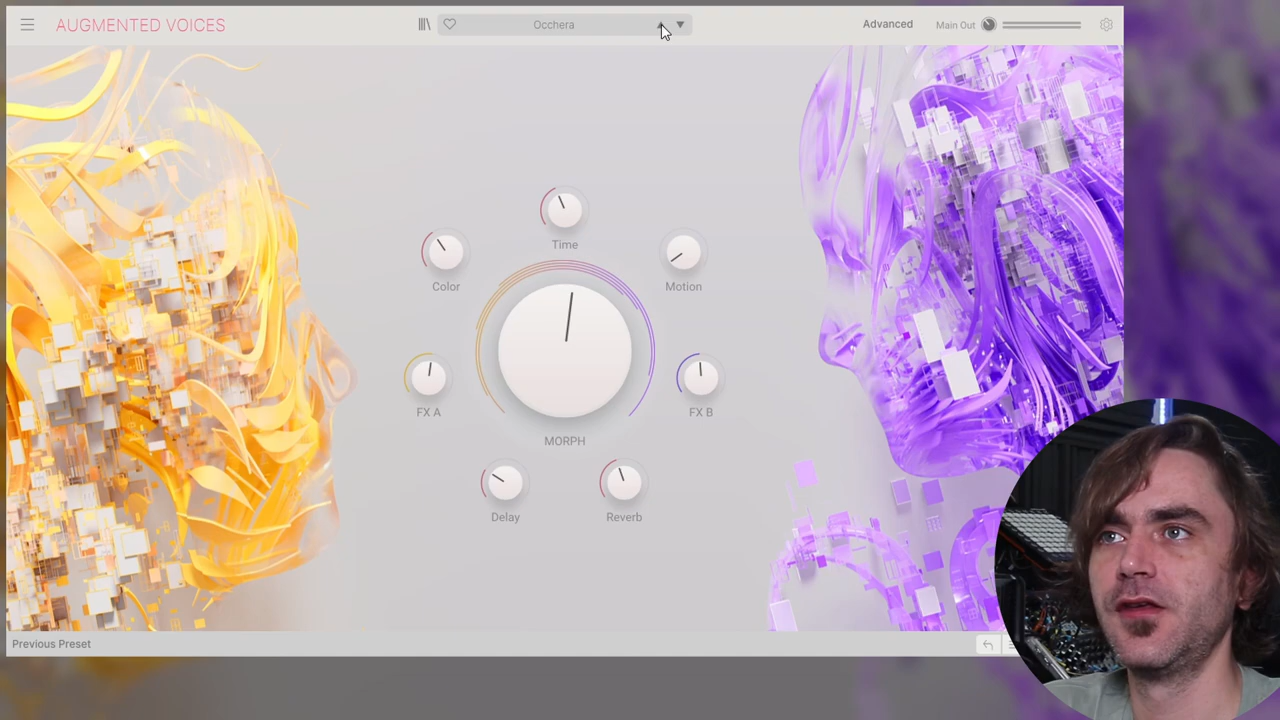 AUGMENTED VOICES
Occhera
Advanced
Main Out
Time
Color
Motion
FX A
FX B
MORPH
Delay
Reverb
Previous Preset